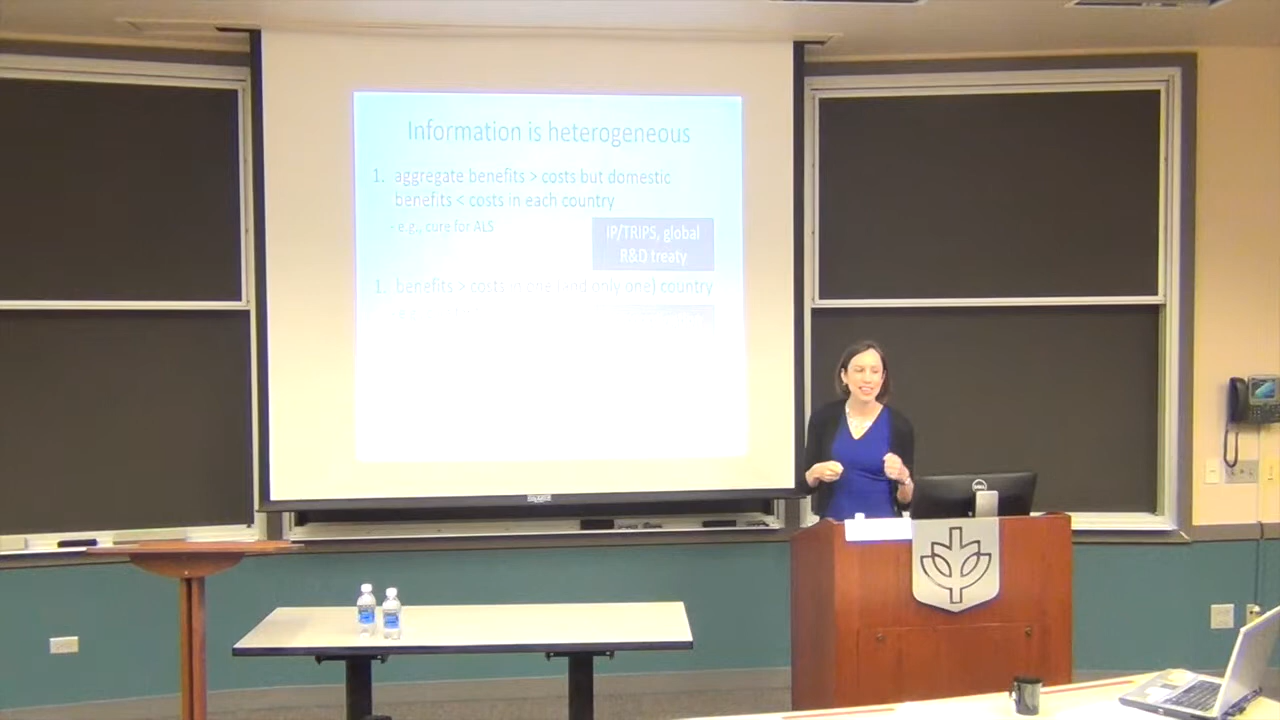 Information is heterogeneous
1. aggregate benefits > costs but domestic
benefits < costs in each country
- e.g., cure for ALS
IP/TRIPS, global
R&D treaty
1. benefits > costs in one (and only one) country
DELL